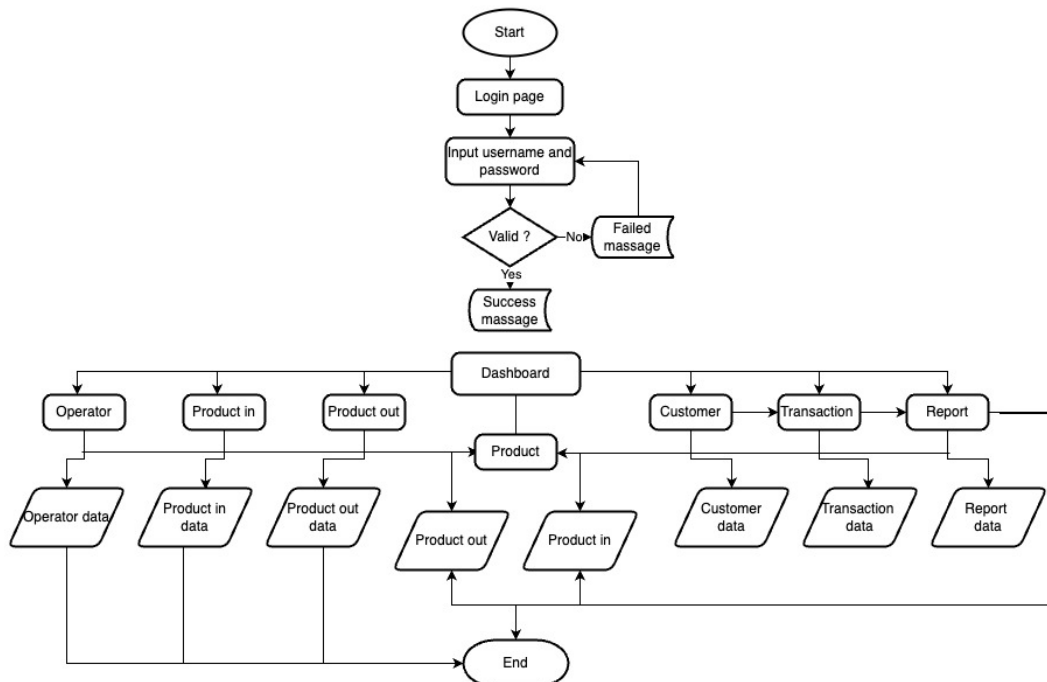 Start
Login page
Input username and
password
Valid ?
No
Failed
massage
Yes
Success
massage
Dashboard
Operator
Product in
Product out
Customer
Transaction
Report
Product
Operator data
Product in
data
Product out
data
Product out
Product in
Customer
data
Transaction
data
Report
data
End